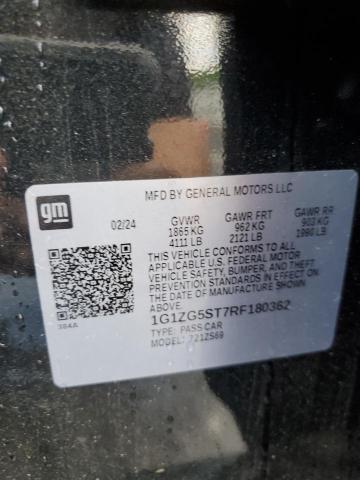 gm
MFD BY GENERAL MOTORS LLC
02/24 GVWR GAWR FRT GAWR RR
1865 KG 962 KG 903 KG
4111 LB 2121 LB 1990 LB
THIS VEHICLE CONFORMS TO ALL APPLICABLE U.S.
FEDERAL MOTOR VEHICLE SAFETY, BUMPER, AND THEFT
PREVENTION STANDARDS IN EFFECT ON THE
DATE OF MANUFACTURE SHOWN
ABOVE.
1G1ZG5ST7RF180362
TYPE: PASS CAR
MODEL: 1ZS69
384A